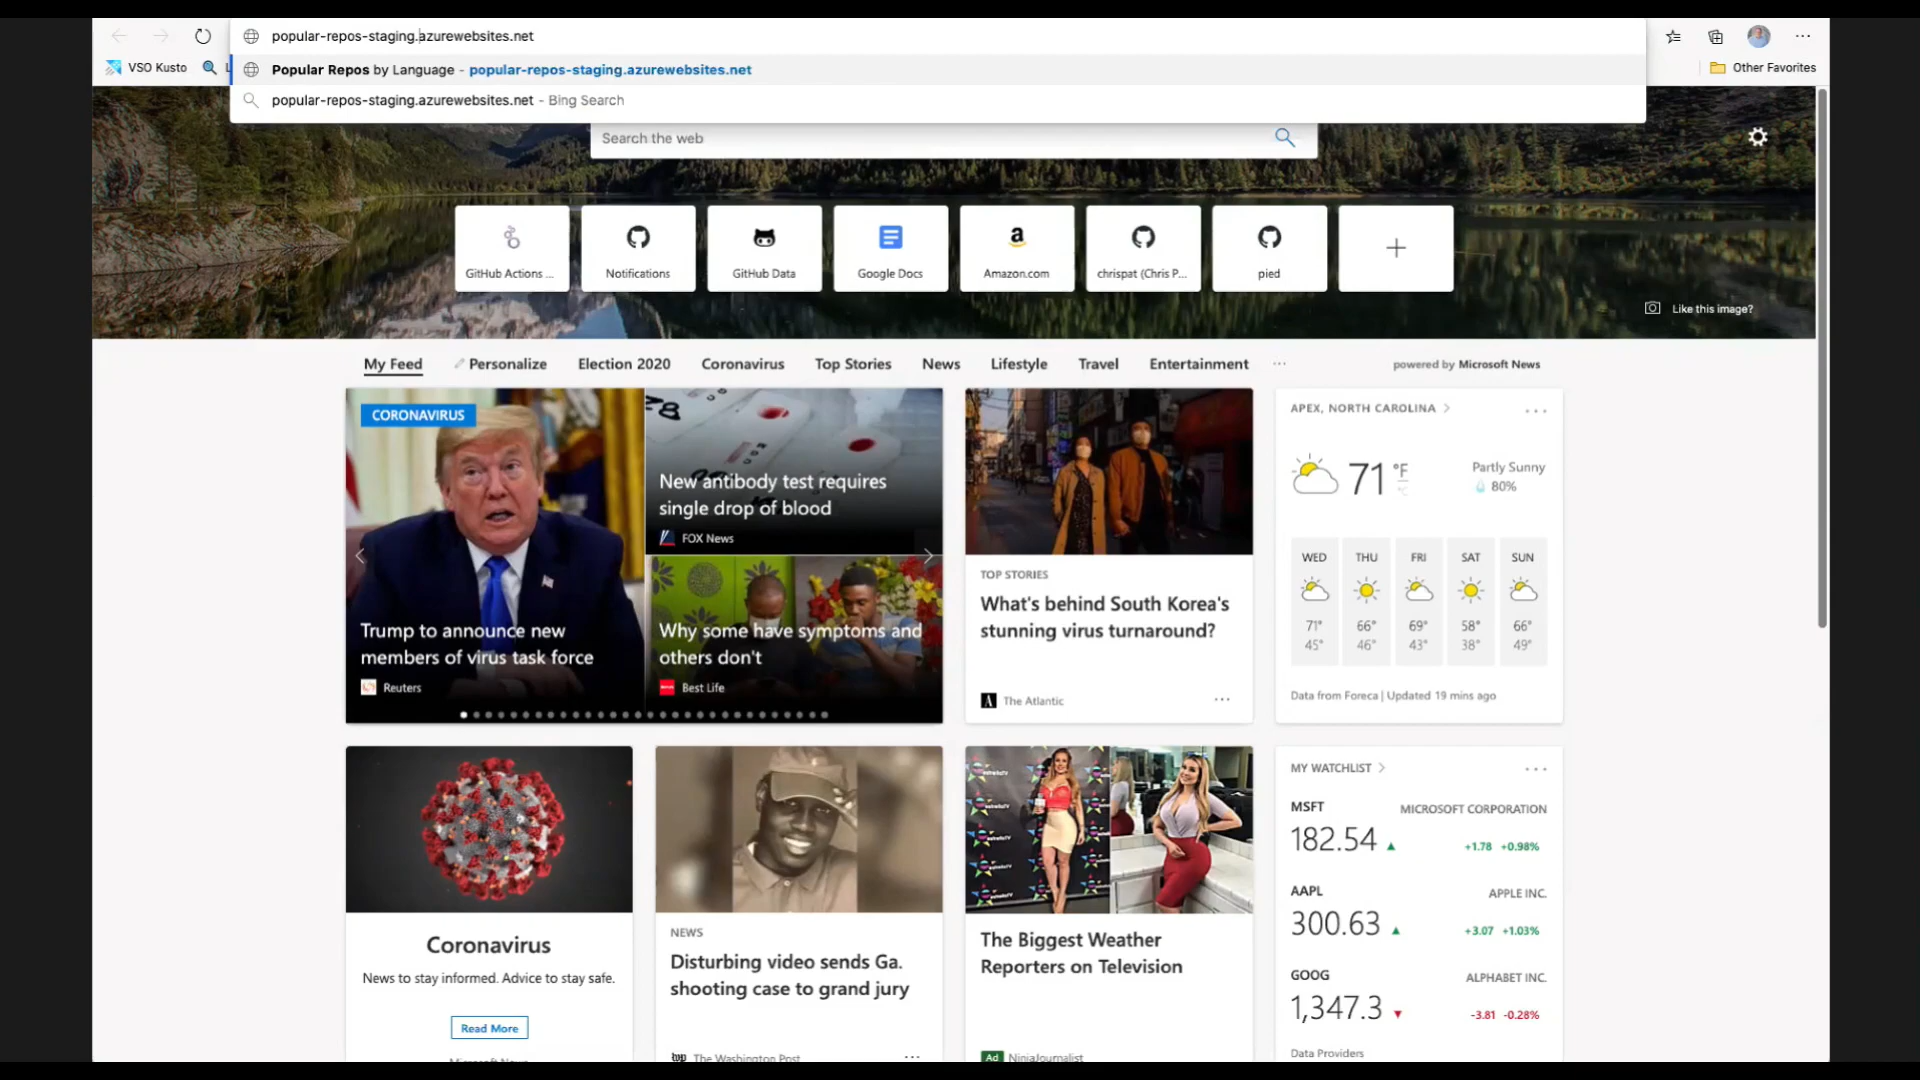 popular-repos-staging.azurewebsites.net
VSO Kusto
Popular Repos by Language - popular-repos-staging.azurewebsites.net
Other Favorites
popular-repos-staging.azurewebsites.net - Bing Search
Search the web
GitHub Actions ...
Notifications
GitHub Data
Google Docs
Amazon.com
chrispat (Chris P...
pied
Like this image?
My Feed
Personalize
Election 2020
Coronavirus
Top Stories
News
Lifestyle
Travel
Entertainment
powered by Microsoft News
CORONAVIRUS
Trump to announce new
members of virus task force
Reuters
New antibody test requires
single drop of blood
FOX News
Why some have symptoms and
others don't
Best Life
TOP STORIES
What's behind South Korea's
stunning virus turnaround?
The Atlantic
APEX, NORTH CAROLINA
71 °F
°C
Partly Sunny
80%
WED THU FRI SAT SUN
71° 66° 69° 58° 66°
45° 46° 43° 38° 49°
Data from Foreca | Updated 19 mins ago
Coronavirus
News to stay informed. Advice to stay safe.
Read More
NEWS
Disturbing video sends Ga.
shooting case to grand jury
The Washington Post
The Biggest Weather
Reporters on Television
Ad NinjaJournalist
MY WATCHLIST
MSFT MICROSOFT CORPORATION
182.54 +1.78 +0.98%
AAPL APPLE INC.
300.63 +3.07 +1.03%
GOOG ALPHABET INC.
1,347.3 -3.81 -0.28%
Data Providers